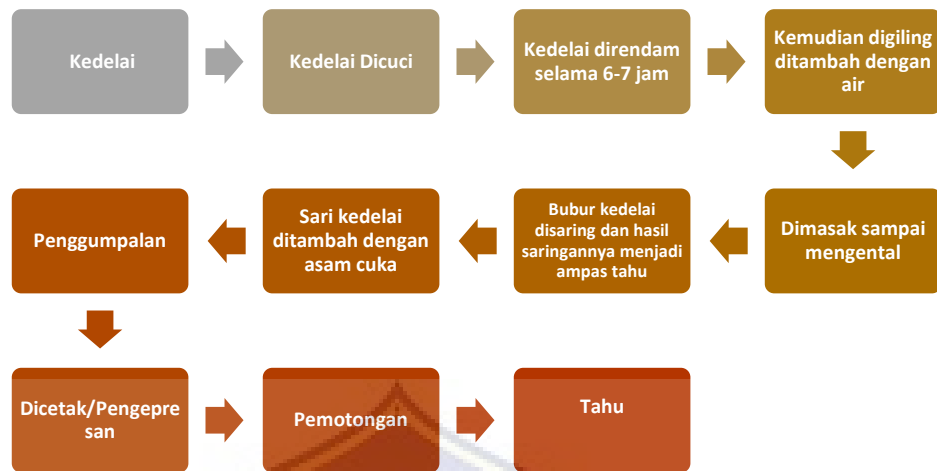 Kedelai
Kedelai Dicuci
Kedelai direndam
selama 6-7 jam
Kemudian digiling
ditambah dengan
air
Dimasak sampai
mengental
Bubur kedelai
disaring dan hasil
saringannya menjadi
ampas tahu
Sari kedelai
ditambah dengan
asam cuka
Penggumpalan
Dicetak/Pengepre
san
Pemotongan
Tahu